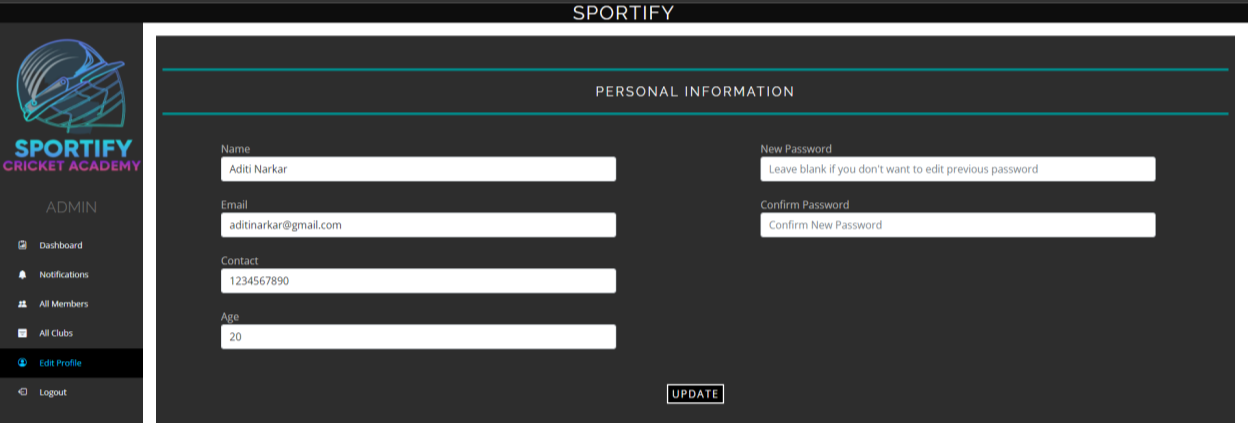 SPORTIFY
SPORTIFY
CRICKET ACADEMY
ADMIN
Dashboard
Notifications
All Members
All Clubs
Edit Profile
Logout
PERSONAL INFORMATION
Name
Aditi Narkar
Email
aditinarkar@gmail.com
Contact
1234567890
Age
20
New Password
Leave blank if you don't want to edit previous password
Confirm Password
Confirm New Password
UPDATE